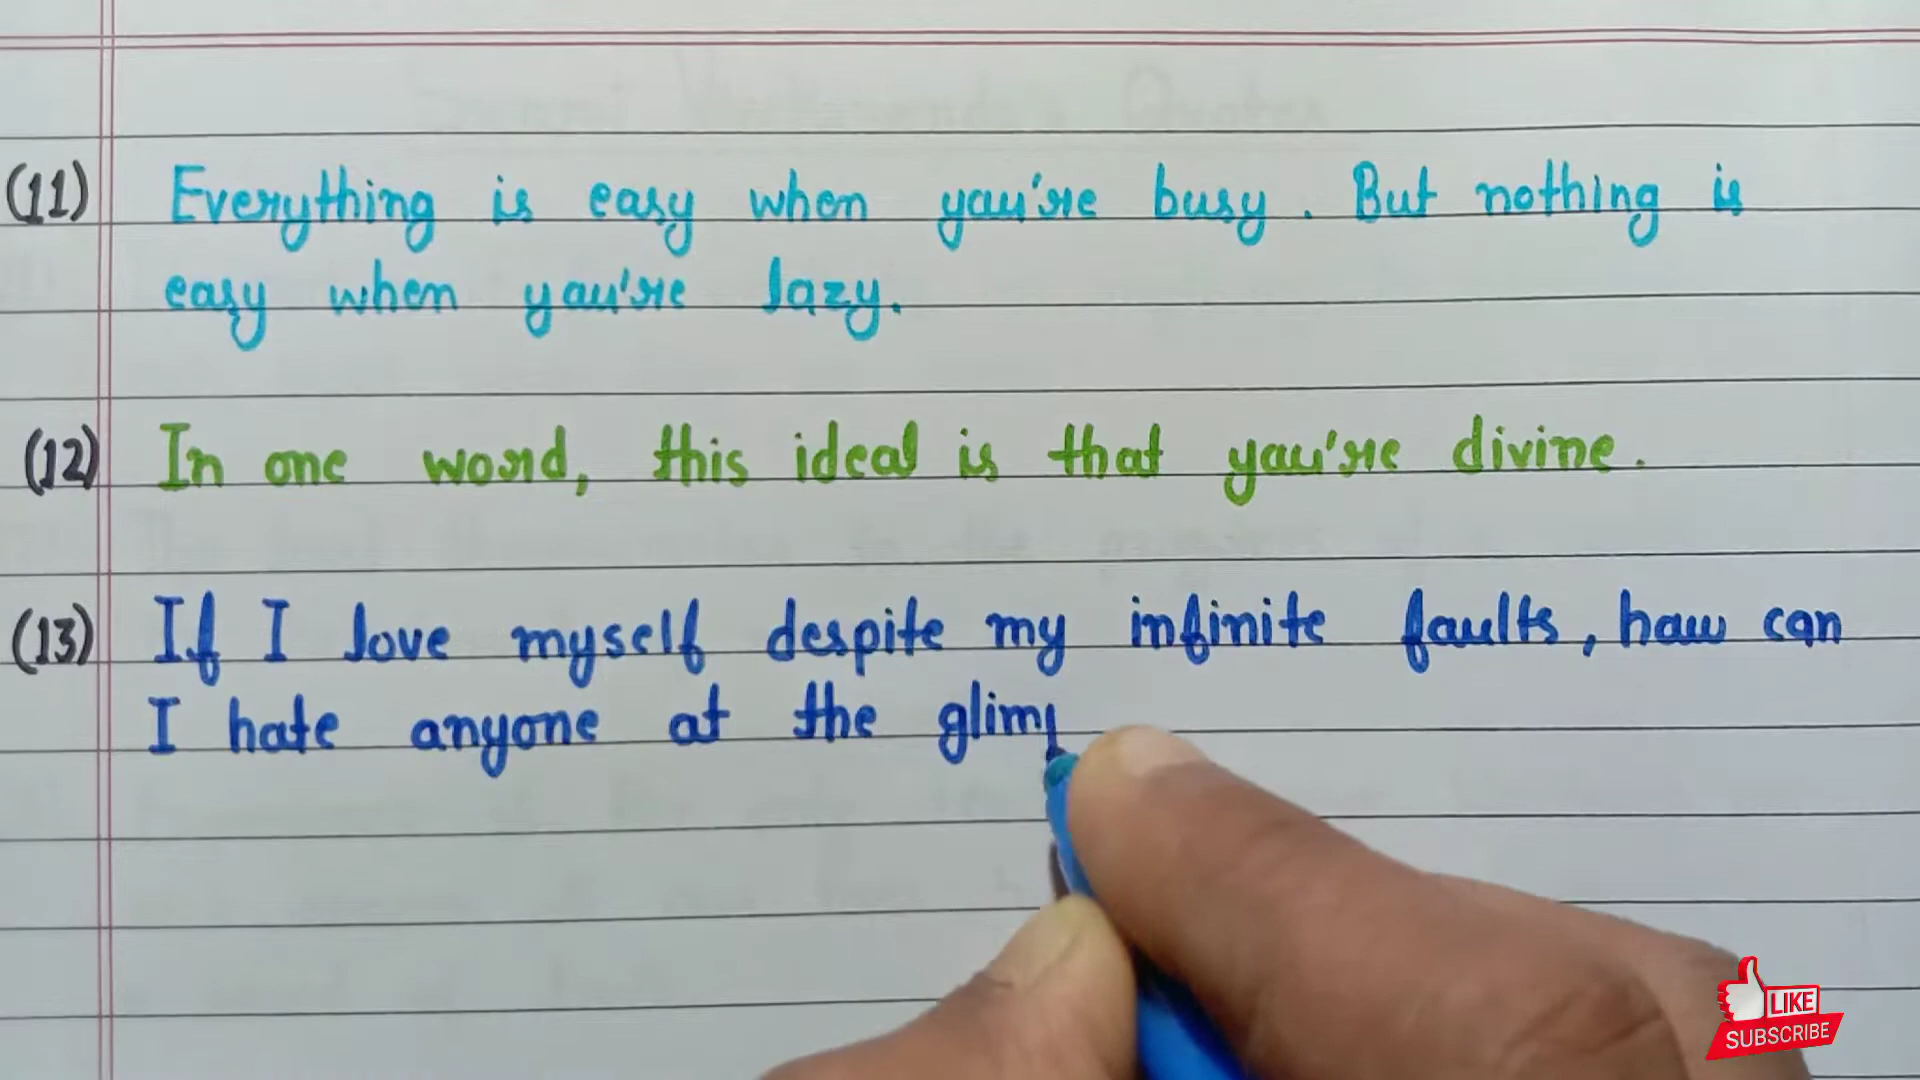 (11) Everything is easy when you're busy. But nothing is
easy when you're lazy.
(12) In one word, this ideal is that you're divine.
(13) If I love myself despite my infinite faults, how can
I hate anyone at the glimp
LIKE
SUBSCRIBE